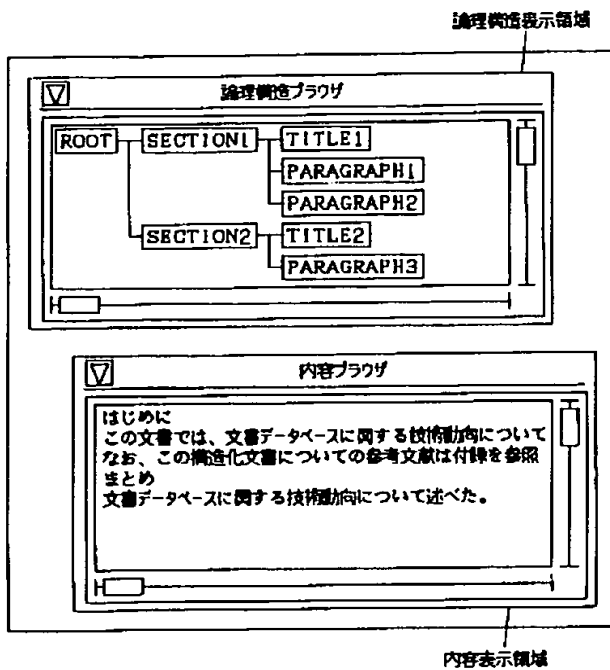 論理構造表示領域
論理構造ブラウザ
ROOT
SECTION1
TITLE1
PARAGRAPH1
PARAGRAPH2
SECTION2
TITLE2
PARAGRAPH3
内容ブラウザ
はじめに
この文書では、文書データベースに関する技術動向について
なお、この構造化文書についての参考文献は付録を参照
まとめ
文書データベースに関する技術動向について述べた。
内容表示領域